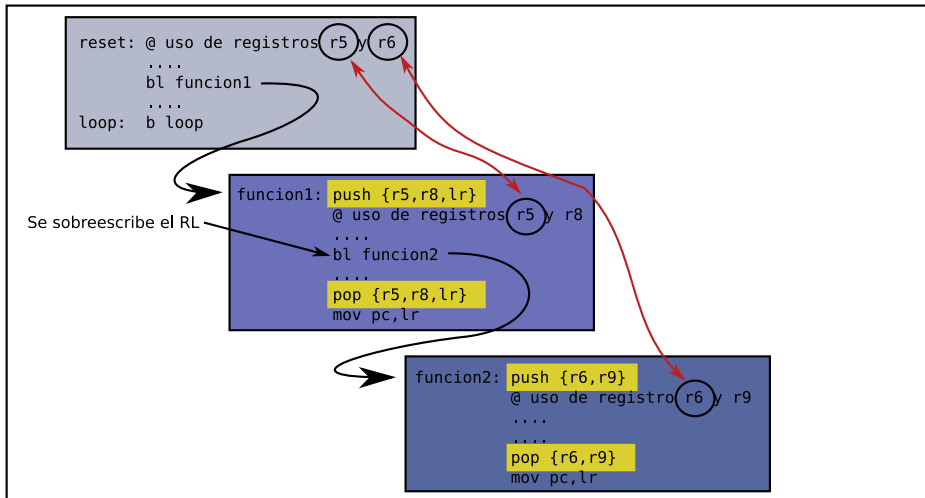 reset: @ uso de registros r5 y r6
....
bl funcion1
....
loop: b loop
funcion1: push {r5,r8,lr}
@ uso de registros r5 y r8
Se sobreescribe el RL
....
bl funcion2
....
pop {r5,r8,lr}
mov pc,lr
funcion2: push {r6,r9}
@ uso de registro r6 y r9
....
....
pop {r6,r9}
mov pc,lr